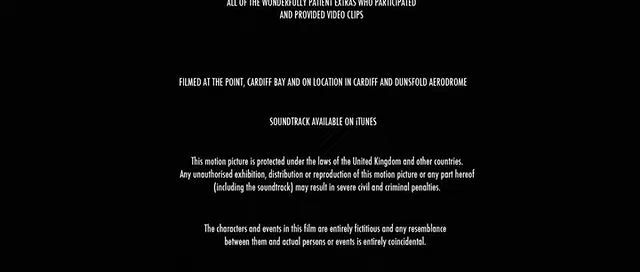 ALL OF THE WONDERFULLY PATIENT EXTRAS WHO PARTICIPATED
AND PROVIDED VIDEO CLIPS
FILMED AT THE POINT, CARDIFF BAY AND ON LOCATION IN CARDIFF AND DUNSFOLD AERODROME
SOUNDTRACK AVAILABLE ON iTUNES
This motion picture is protected under the laws of the United Kingdom and other countries.
Any unauthorised exhibition, distribution or reproduction of this motion picture or any part hereof
(including the soundtrack) may result in severe civil and criminal penalties.
The characters and events in this film are entirely fictitious and any resemblance
between them and actual persons or events is entirely coincidental.